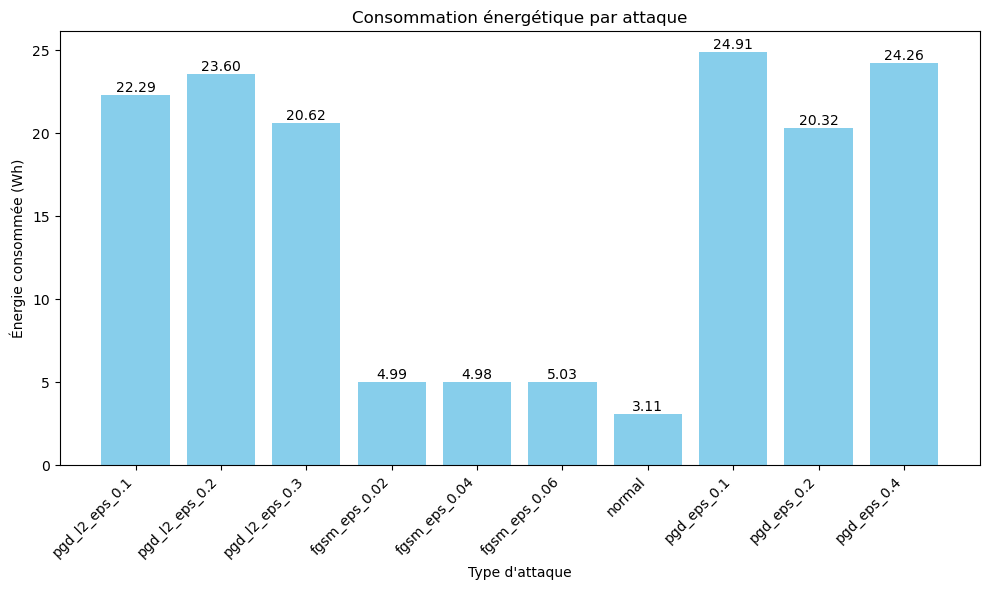 Consommation énergétique par attaque
Énergie consommée (Wh)
25
20
15
10
5
0
22.29
23.60
20.62
4.99
4.98
5.03
3.11
24.91
20.32
24.26
pgd_l2_eps_0.1
pgd_l2_eps_0.2
pgd_l2_eps_0.3
fgsm_eps_0.02
fgsm_eps_0.04
fgsm_eps_0.06
normal
pgd_eps_0.1
pgd_eps_0.2
pgd_eps_0.4
Type d'attaque